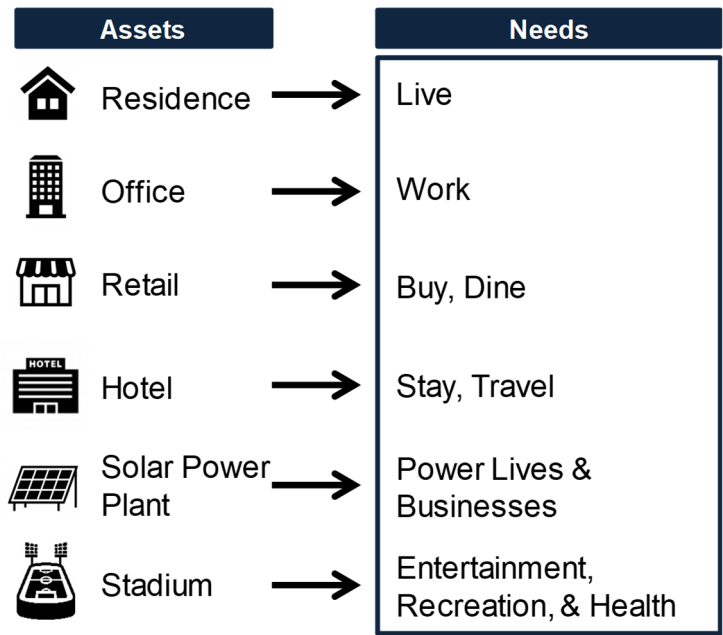 Assets Needs
Residence Live
Office Work
Retail Buy, Dine
HOTEL
Hotel Stay, Travel
Solar Power Power Lives &
Plant Businesses
Stadium Entertainment,
Recreation, & Health